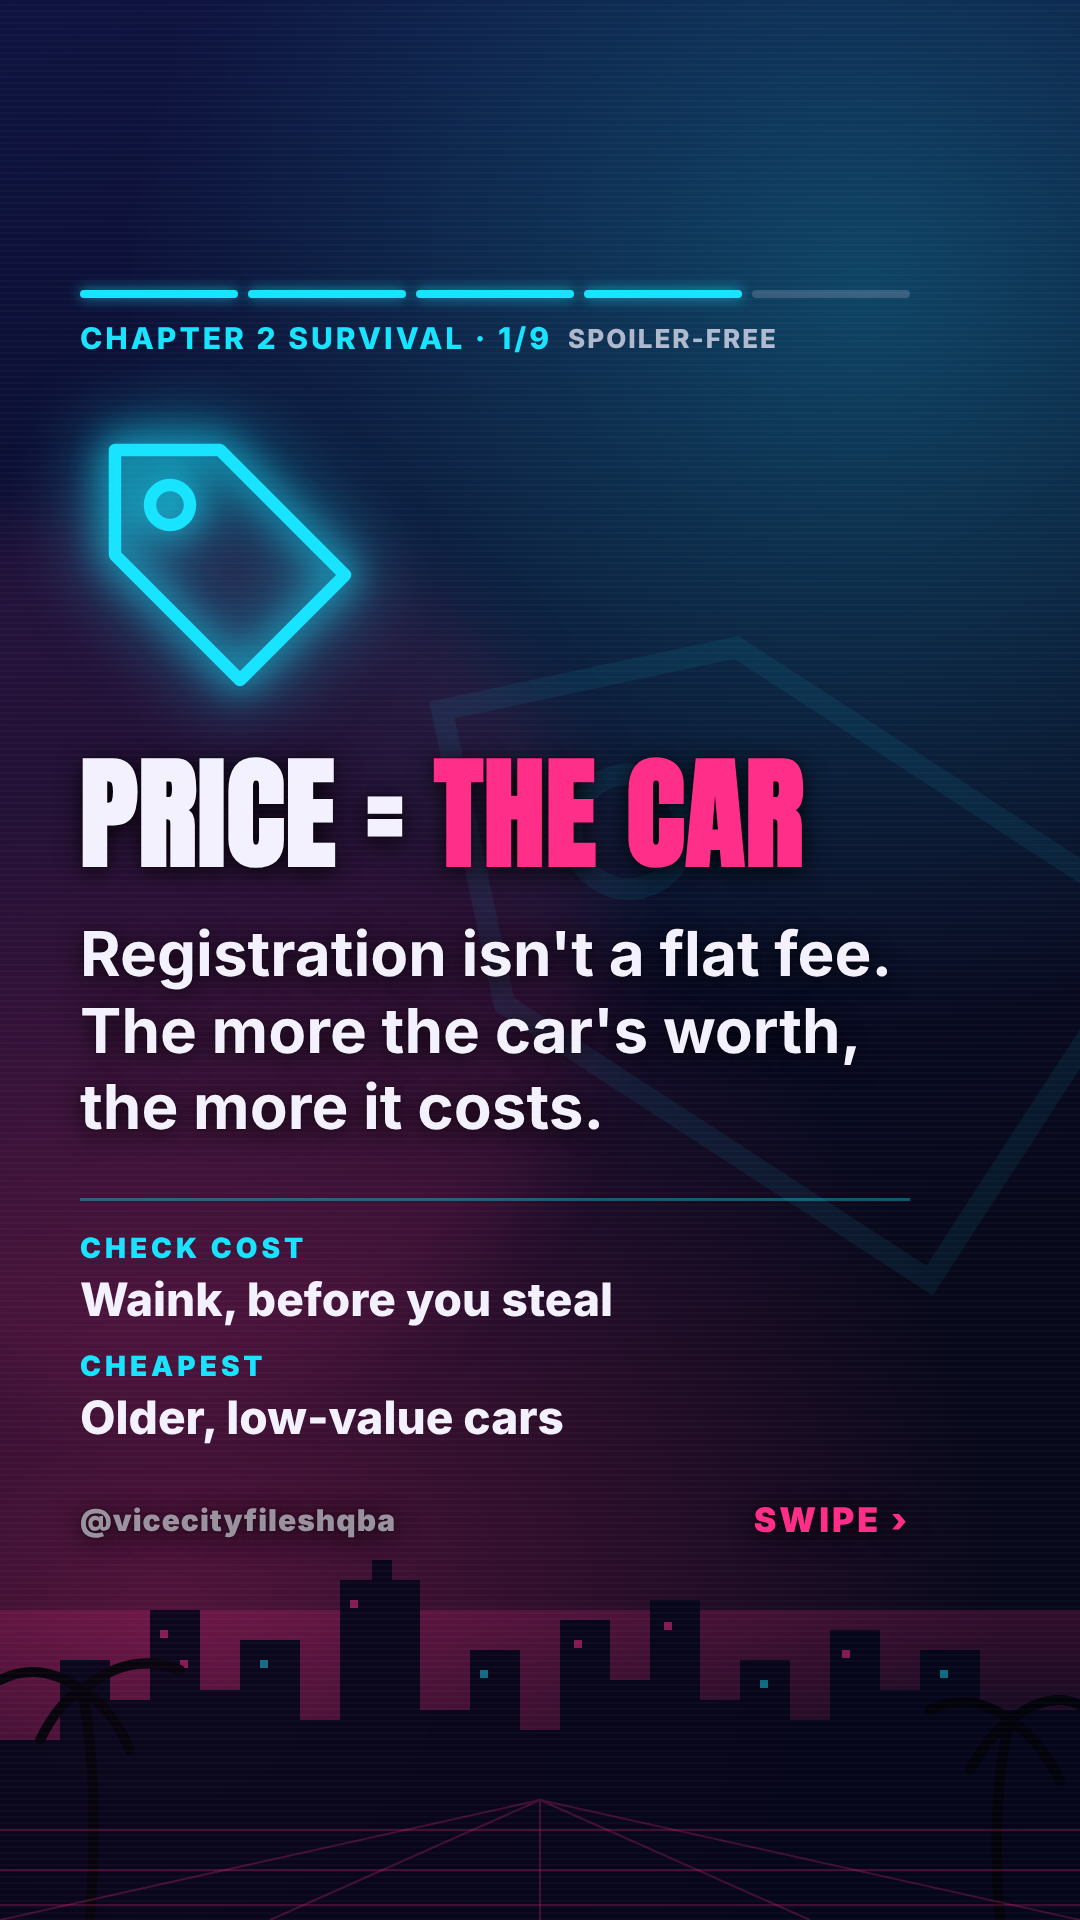 CHAPTER 2 SURVIVAL · 1/9 SPOILER-FREE
PRICE = THE CAR
Registration isn't a flat fee.
The more the car's worth,
the more it costs.
CHECK COST
Waink, before you steal
CHEAPEST
Older, low-value cars
@vicecityfileshqba
SWIPE ›